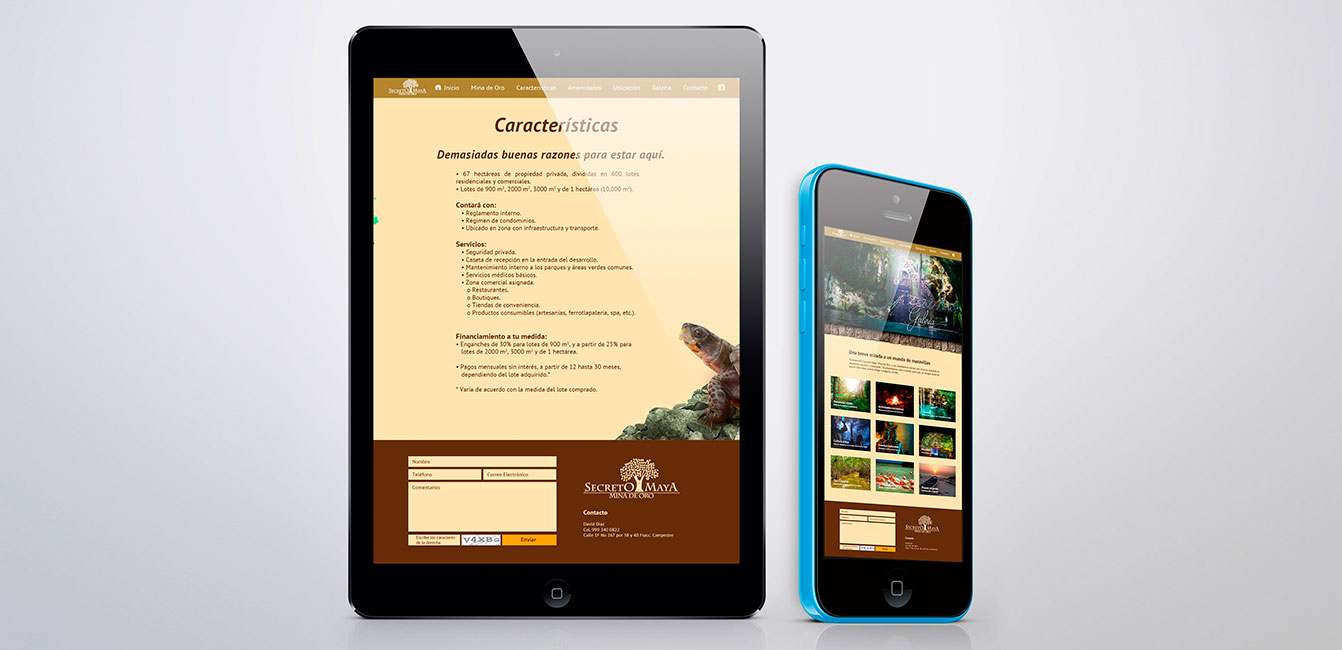 SECRETO MAYA
MINA DE ORO
Inicio
Mina de Oro
Características
Amenidades
Ubicación
Galería
Contacto
Características
Demasiadas buenas razones para estar aquí.
• 67 hectáreas de propiedad privada, divididas en 600 lotes
residenciales y comerciales.
• Lotes de 900 m², 2000 m², 3000 m² y de 1 hectárea (10,000 m²).
Contará con:
• Reglamento interno.
• Régimen de condominios.
• Ubicado en zona con infraestructura y transporte.
Servicios:
• Seguridad privada.
• Caseta de recepción en la entrada del desarrollo.
• Mantenimiento interno a los parques y áreas verdes comunes.
• Servicios médicos básicos.
• Zona comercial asignada.
o Restaurantes.
o Boutiques.
o Tiendas de conveniencia.
o Productos consumibles (artesanías, ferrotlapalería, spa, etc.).
Financiamiento a tu medida:
• Enganches de 30% para lotes de 900 m², y a partir de 25% para
lotes de 2000 m², 3000 m² y de 1 hectárea.
• Pagos mensuales sin interés, a partir de 12 hasta 30 meses,
dependiendo del lote adquirido.*
* Varía de acuerdo con la medida del lote comprado.
Nombre
Teléfono
Correo Electrónico
Comentarios
Escribe los caracteres
de la derecha
V4XBG
Enviar
SECRETO MAYA
MINA DE ORO
Contacto
David Díaz
Cel. 999 340 0822
Calle 1F No 367 por 38 y 40 Fracc. Campestre
Galería
Una breve mirada a un mundo de maravillas
SECRETO MAYA